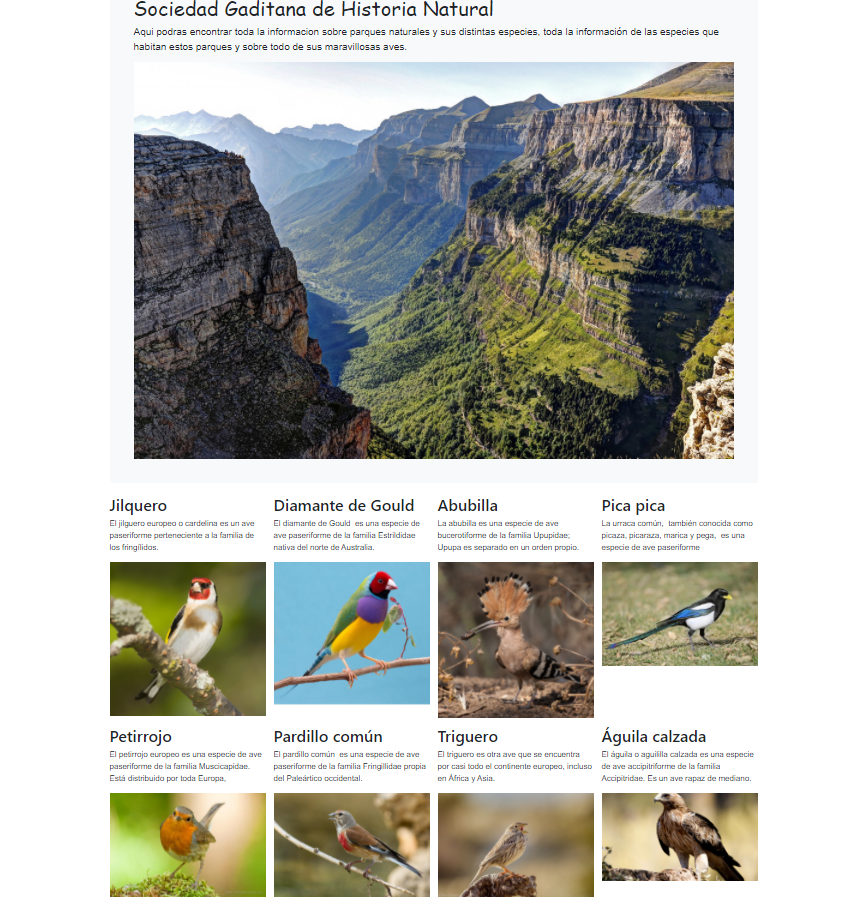 Sociedad Gaditana de Historia Natural
Aqui podras encontrar toda la informacion sobre parques naturales y sus distintas especies, toda la información de las especies que
habitan estos parques y sobre todo de sus maravillosas aves.
Jilquero
El jilguero europeo o cardelina es un ave
paseriforme perteneciente a la familia de
los fringílidos.
Diamante de Gould
El diamante de Gould es una especie de
ave paseriforme de la familia Estrildidae
nativa del norte de Australia.
Abubilla
La abubilla es una especie de ave
bucerotiforme de la familia Upupidae;
Upupa es separado en un orden propio.
Pica pica
La urraca común, también conocida como
picaza, picaraza, marica y pega, es una
especie de ave paseriforme
Petirrojo
El petirrojo europeo es una especie de ave
paseriforme de la familia Muscicapidae.
Está distribuido por toda Europa,
Pardillo común
El pardillo común es una especie de ave
paseriforme de la familia Fringillidae propia
del Paleártico occidental.
Triguero
El triguero es otra ave que se encuentra
por casi todo el continente europeo, incluso
en África y Asia.
Águila calzada
El águila o aguililla calzada es una especie
de ave accipitriforme de la familia
Accipitridae. Es un ave rapaz de mediano.